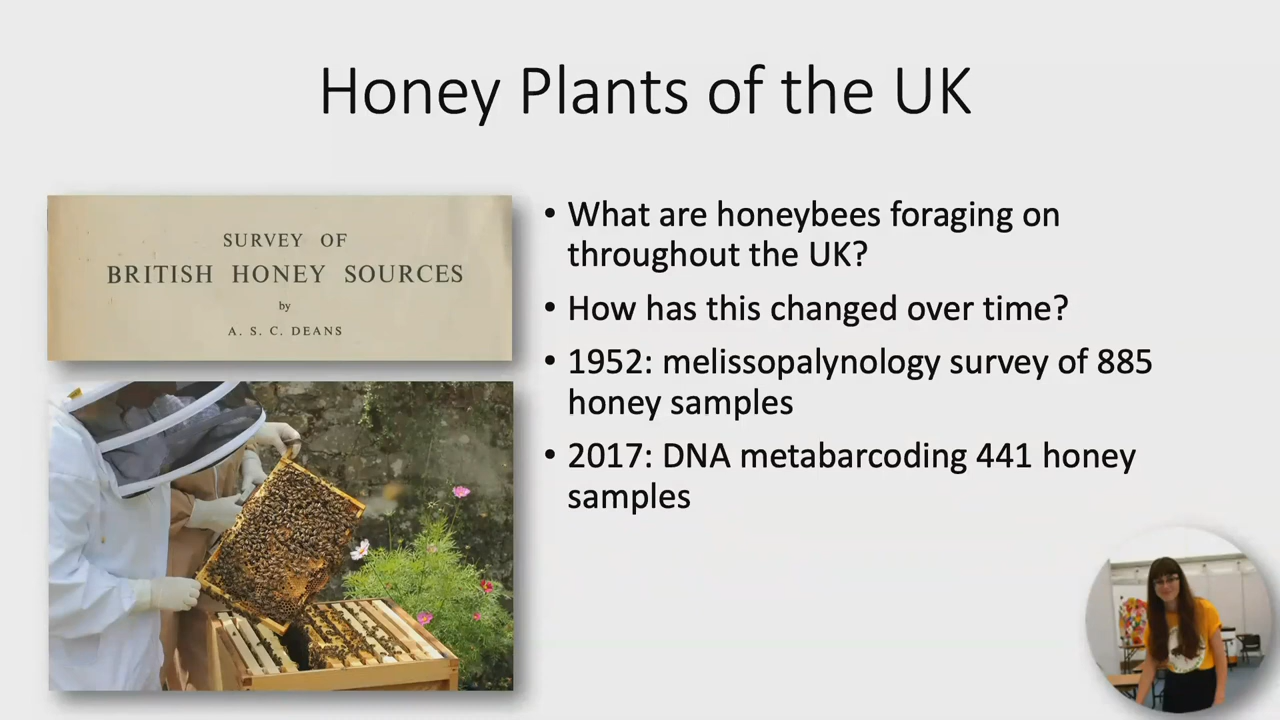 Honey Plants of the UK
SURVEY OF
BRITISH HONEY SOURCES
by
A. S. C. DEANS
• What are honeybees foraging on
throughout the UK?
• How has this changed over time?
• 1952: melissopalynology survey of 885
honey samples
• 2017: DNA metabarcoding 441 honey
samples